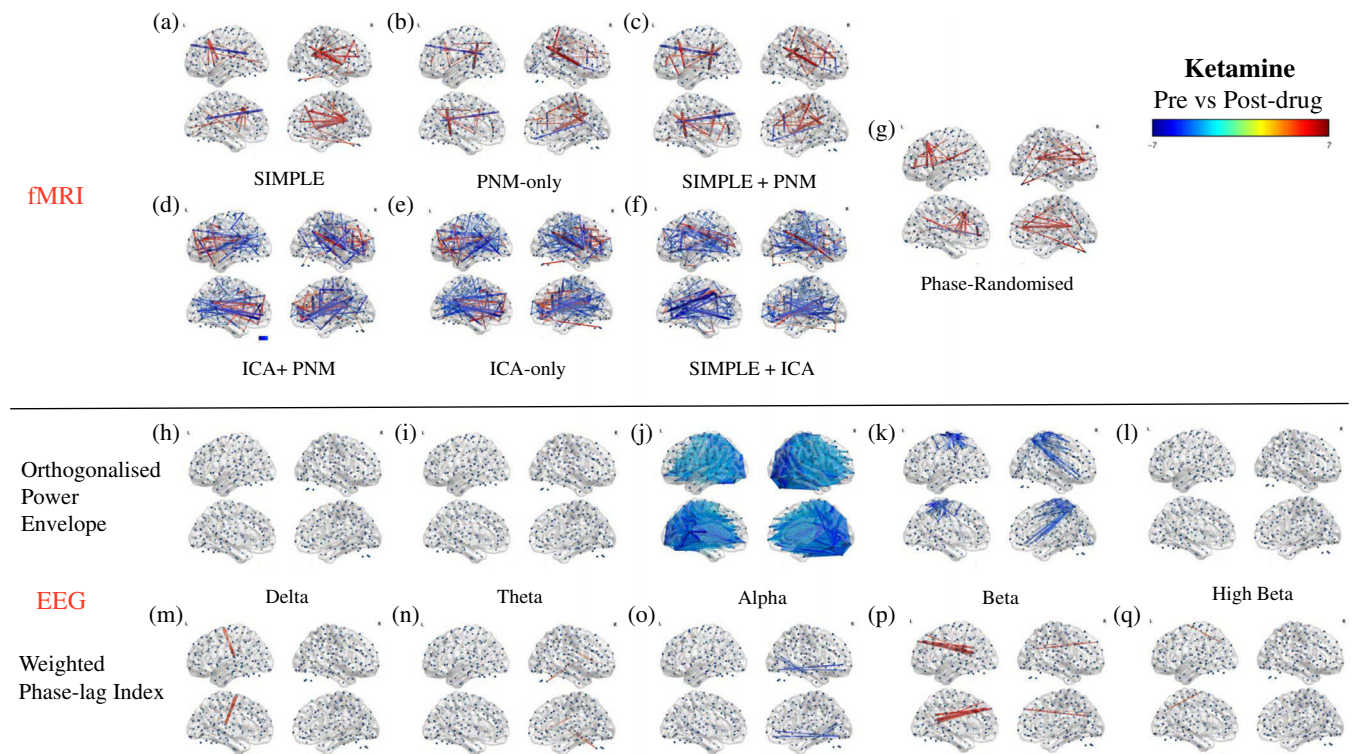 (a)
(b)
(c)
L
R
L
R
L
R
Ketamine
Pre vs Post-drug
-7
7
(g)
L
R
SIMPLE
PNM-only
SIMPLE + PNM
fMRI
(d)
(e)
(f)
L
R
L
R
L
R
Phase-Randomised
ICA+ PNM
ICA-only
SIMPLE + ICA
(h)
(i)
(j)
(k)
(l)
L
R
L
R
L
R
L
R
L
R
Orthogonalised
Power
Envelope
EEG
Delta
Theta
Alpha
Beta
High Beta
(m)
(n)
(o)
(p)
(q)
L
R
L
R
L
R
L
R
L
R
Weighted
Phase-lag Index